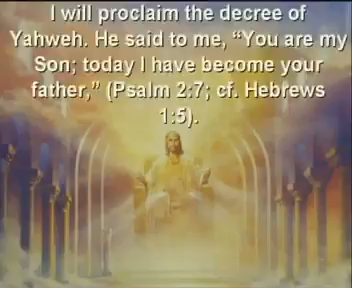 I will proclaim the decree of
Yahweh. He said to me, “You are my
Son; today I have become your
father,” (Psalm 2:7; cf. Hebrews
1:5).